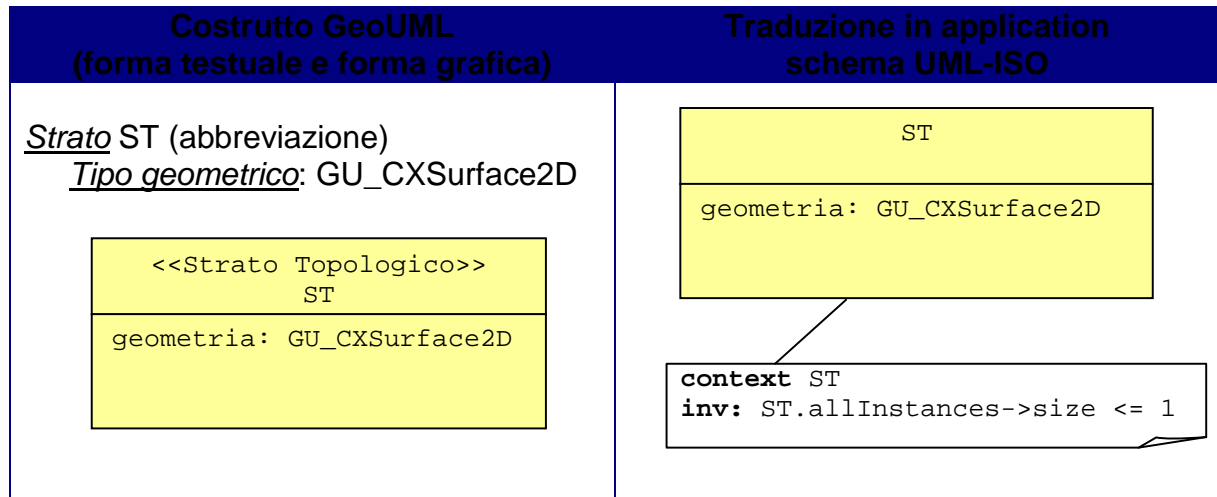 Costrutto GeoUML
(forma testuale e forma grafica)
Traduzione in application
schema UML-ISO
Strato ST (abbreviazione)
Tipo geometrico: GU_CXSurface2D
<<Strato Topologico>>
ST
geometria: GU_CXSurface2D
ST
geometria: GU_CXSurface2D
context ST
inv: ST.allInstances->size <= 1